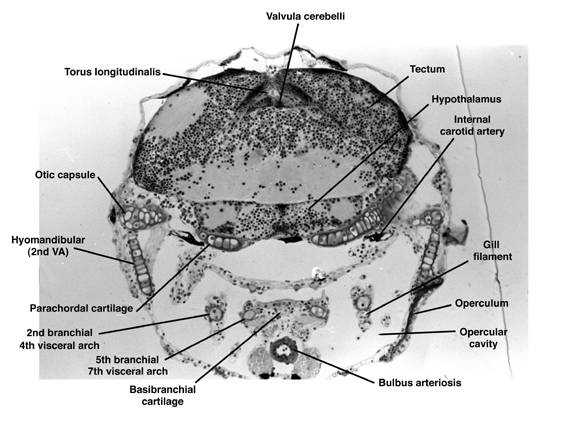 Valvula cerebelli
Torus longitudinalis
Tectum
Hypothalamus
Internal
carotid artery
Otic capsule
Hyomandibular
(2nd VA)
Gill
filament
Parachordal cartilage
Operculum
2nd branchial
4th visceral arch
Opercular
cavity
5th branchial
7th visceral arch
Basibranchial
cartilage
Bulbus arteriosis